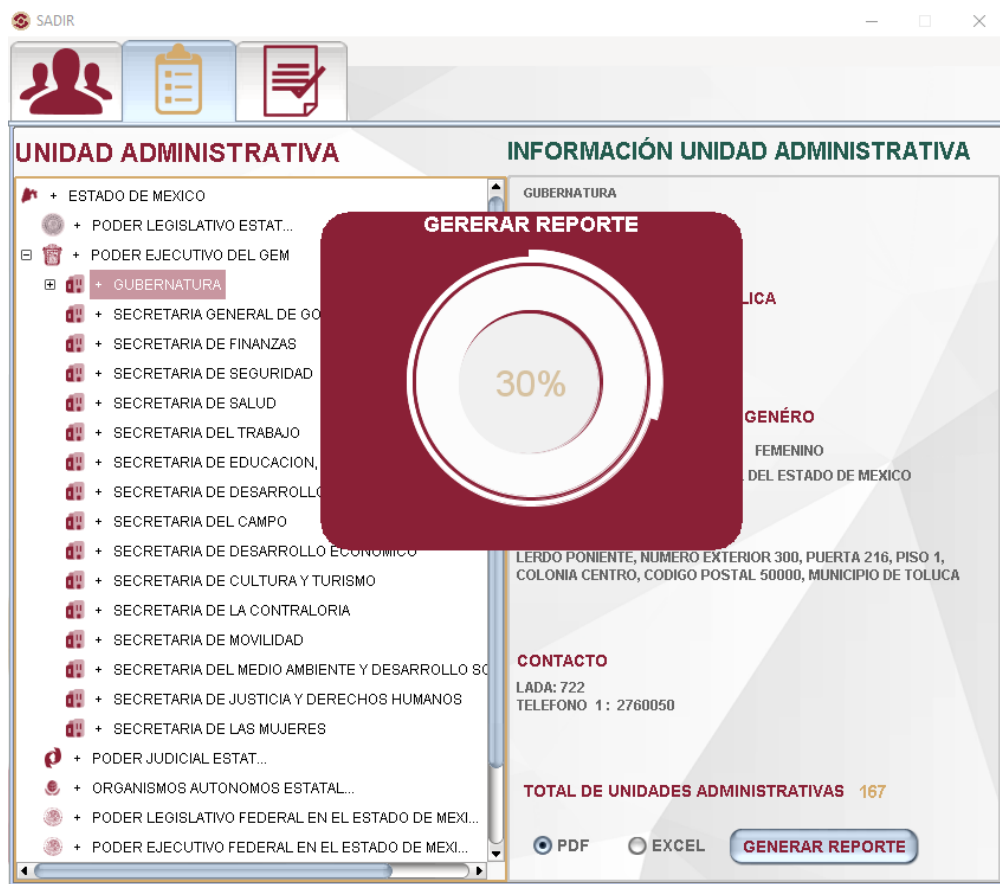 SADIR
UNIDAD ADMINISTRATIVA
INFORMACIÓN UNIDAD ADMINISTRATIVA
+ ESTADO DE MEXICO
+ PODER LEGISLATIVO ESTAT...
+ PODER EJECUTIVO DEL GEM
+ GUBERNATURA
+ SECRETARIA GENERAL DE GO
+ SECRETARIA DE FINANZAS
+ SECRETARIA DE SEGURIDAD
+ SECRETARIA DE SALUD
+ SECRETARIA DEL TRABAJO
+ SECRETARIA DE EDUCACION,
+ SECRETARIA DE DESARROLLO
+ SECRETARIA DEL CAMPO
+ SECRETARIA DE DESARROLLO ECONOMICO
+ SECRETARIA DE CULTURA Y TURISMO
+ SECRETARIA DE LA CONTRALORIA
+ SECRETARIA DE MOVILIDAD
+ SECRETARIA DEL MEDIO AMBIENTE Y DESARROLLO SO
+ SECRETARIA DE JUSTICIA Y DERECHOS HUMANOS
+ SECRETARIA DE LAS MUJERES
+ PODER JUDICIAL ESTAT...
+ ORGANISMOS AUTONOMOS ESTATAL...
+ PODER LEGISLATIVO FEDERAL EN EL ESTADO DE MEXI...
+ PODER EJECUTIVO FEDERAL EN EL ESTADO DE MEXI...
GERERAR REPORTE
30%
GUBERNATURA
LICA
GENÉRO
FEMENINO
DEL ESTADO DE MEXICO
LERDO PONIENTE, NUMERO EXTERIOR 300, PUERTA 216, PISO 1,
COLONIA CENTRO, CODIGO POSTAL 50000, MUNICIPIO DE TOLUCA
CONTACTO
LADA: 722
TELEFONO 1 : 2760050
TOTAL DE UNIDADES ADMINISTRATIVAS 167
PDF EXCEL GENERAR REPORTE